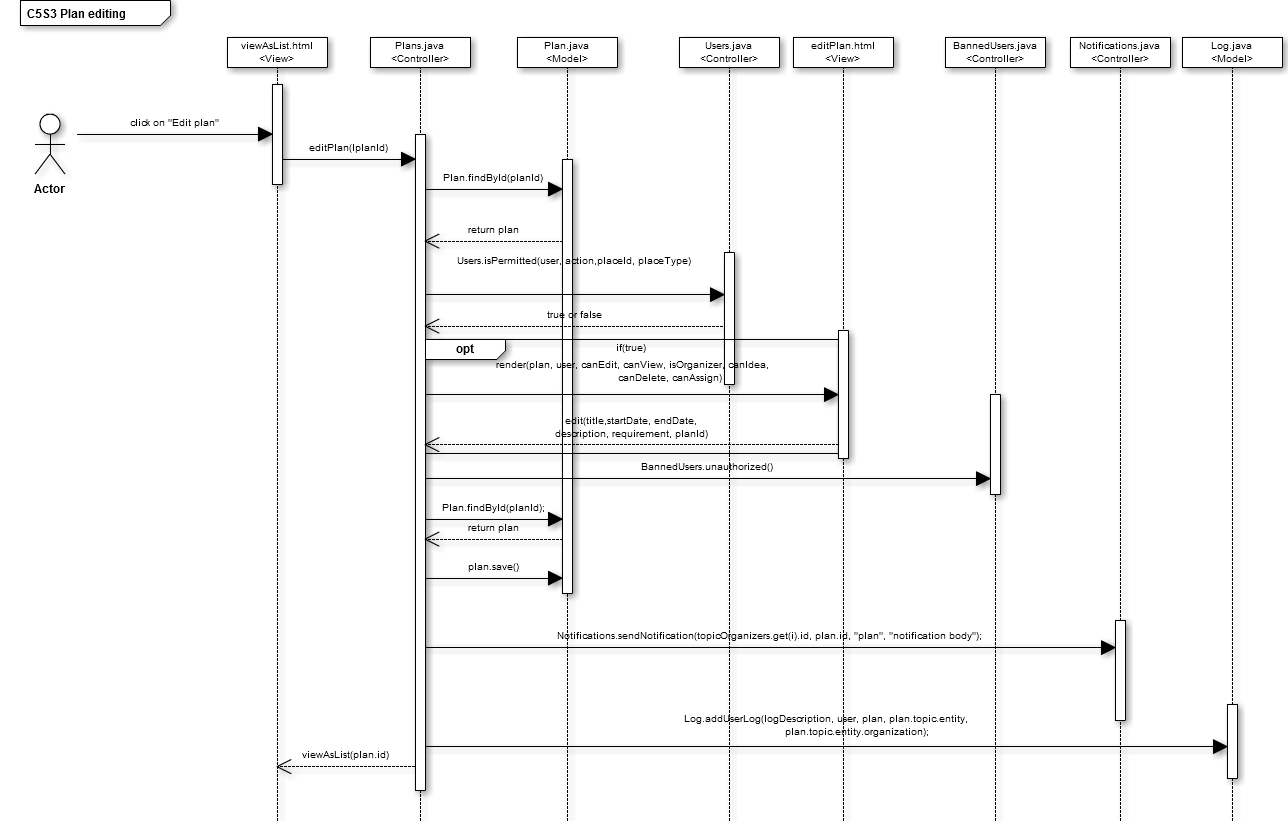 C5S3 Plan editing
viewAsList.html
<View>
Plans.java
<Controller>
Plan.java
<Model>
Users.java
<Controller>
editPlan.html
<View>
BannedUsers.java
<Controller>
Notifications.java
<Controller>
Log.java
<Model>
click on "Edit plan"
Actor
editPlan(lplanId)
Plan.findById(planId)
return plan
Users.isPermitted(user, action,placeId, placeType)
true or false
opt
if(true)
render(plan, user, canEdit, canView, isOrganizer, canIdea,
canDelete, canAssign)
edit(title,startDate, endDate,
description, requirement, planId)
BannedUsers.unauthorized()
Plan.findById(planId);
return plan
plan.save()
Notifications.sendNotification(topicOrganizers.get(i).id, plan.id, "plan", "notification body");
Log.addUserLog(logDescription, user, plan, plan.topic.entity,
plan.topic.entity.organization);
viewAsList(plan.id)